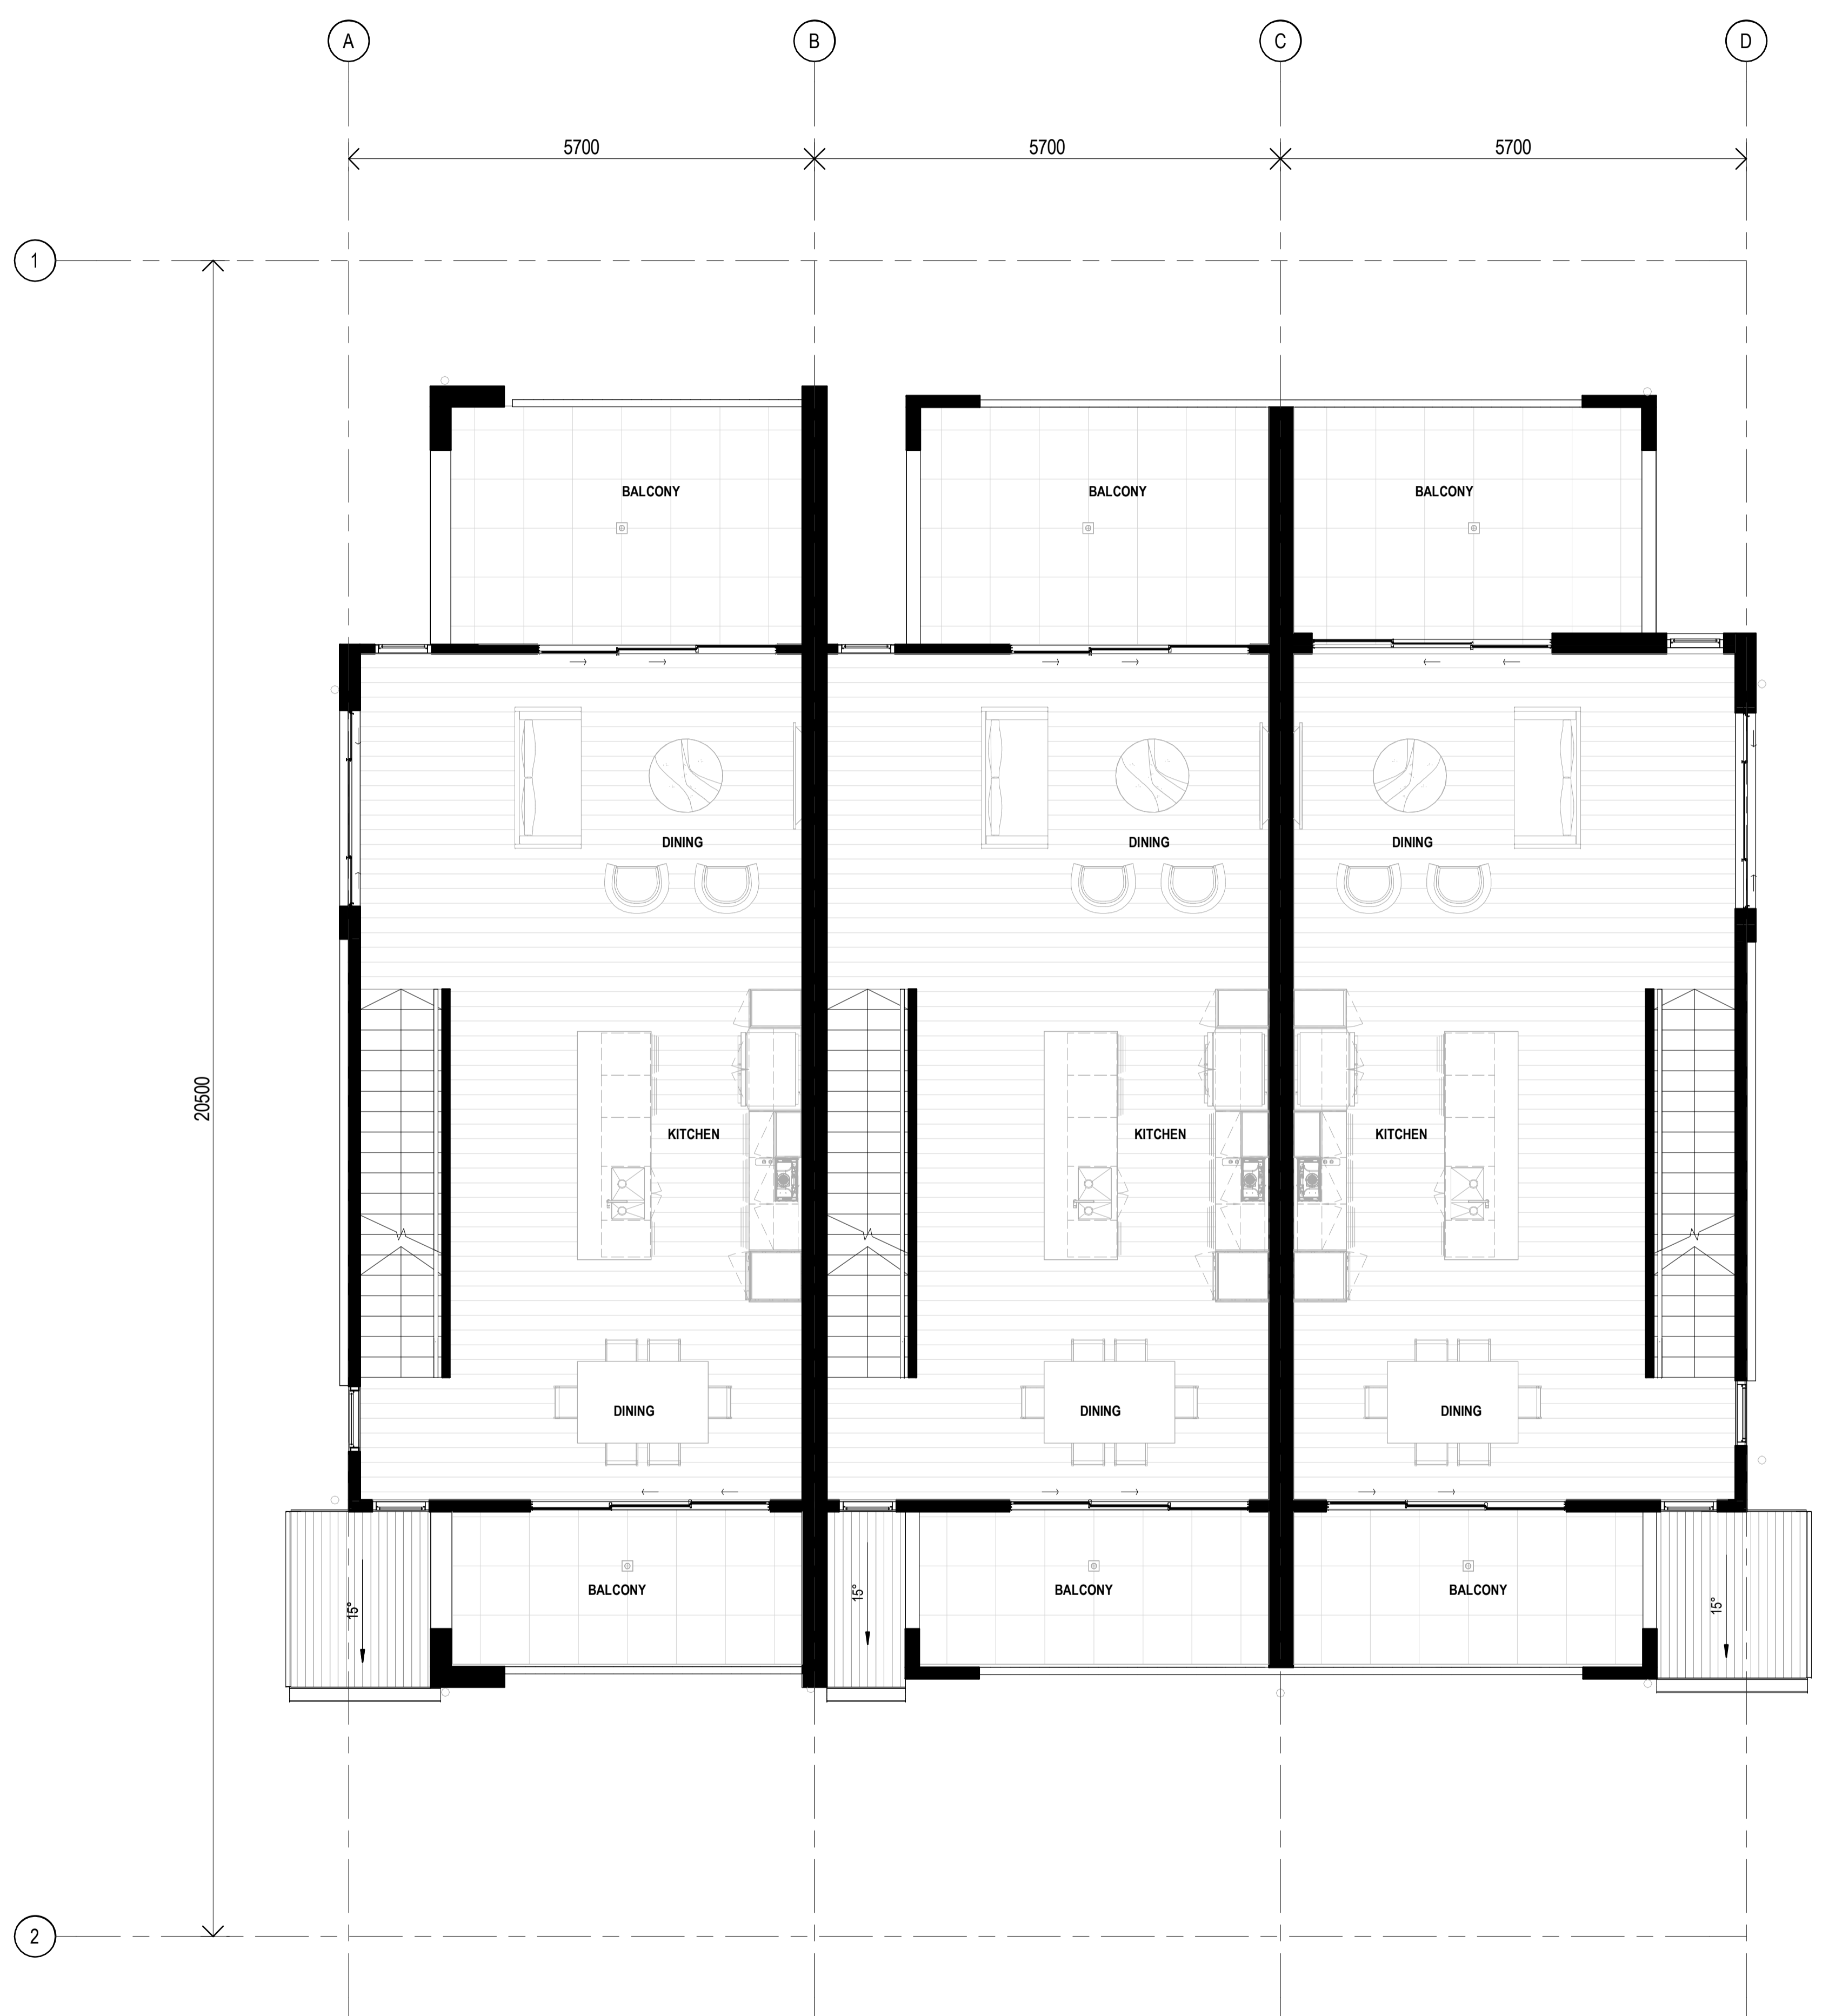 A
B
C
D
5700
5700
5700
1
BALCONY
BALCONY
BALCONY
DINING
DINING
DINING
20500
KITCHEN
KITCHEN
KITCHEN
DINING
DINING
DINING
BALCONY
BALCONY
BALCONY
15°
15°
15°
2